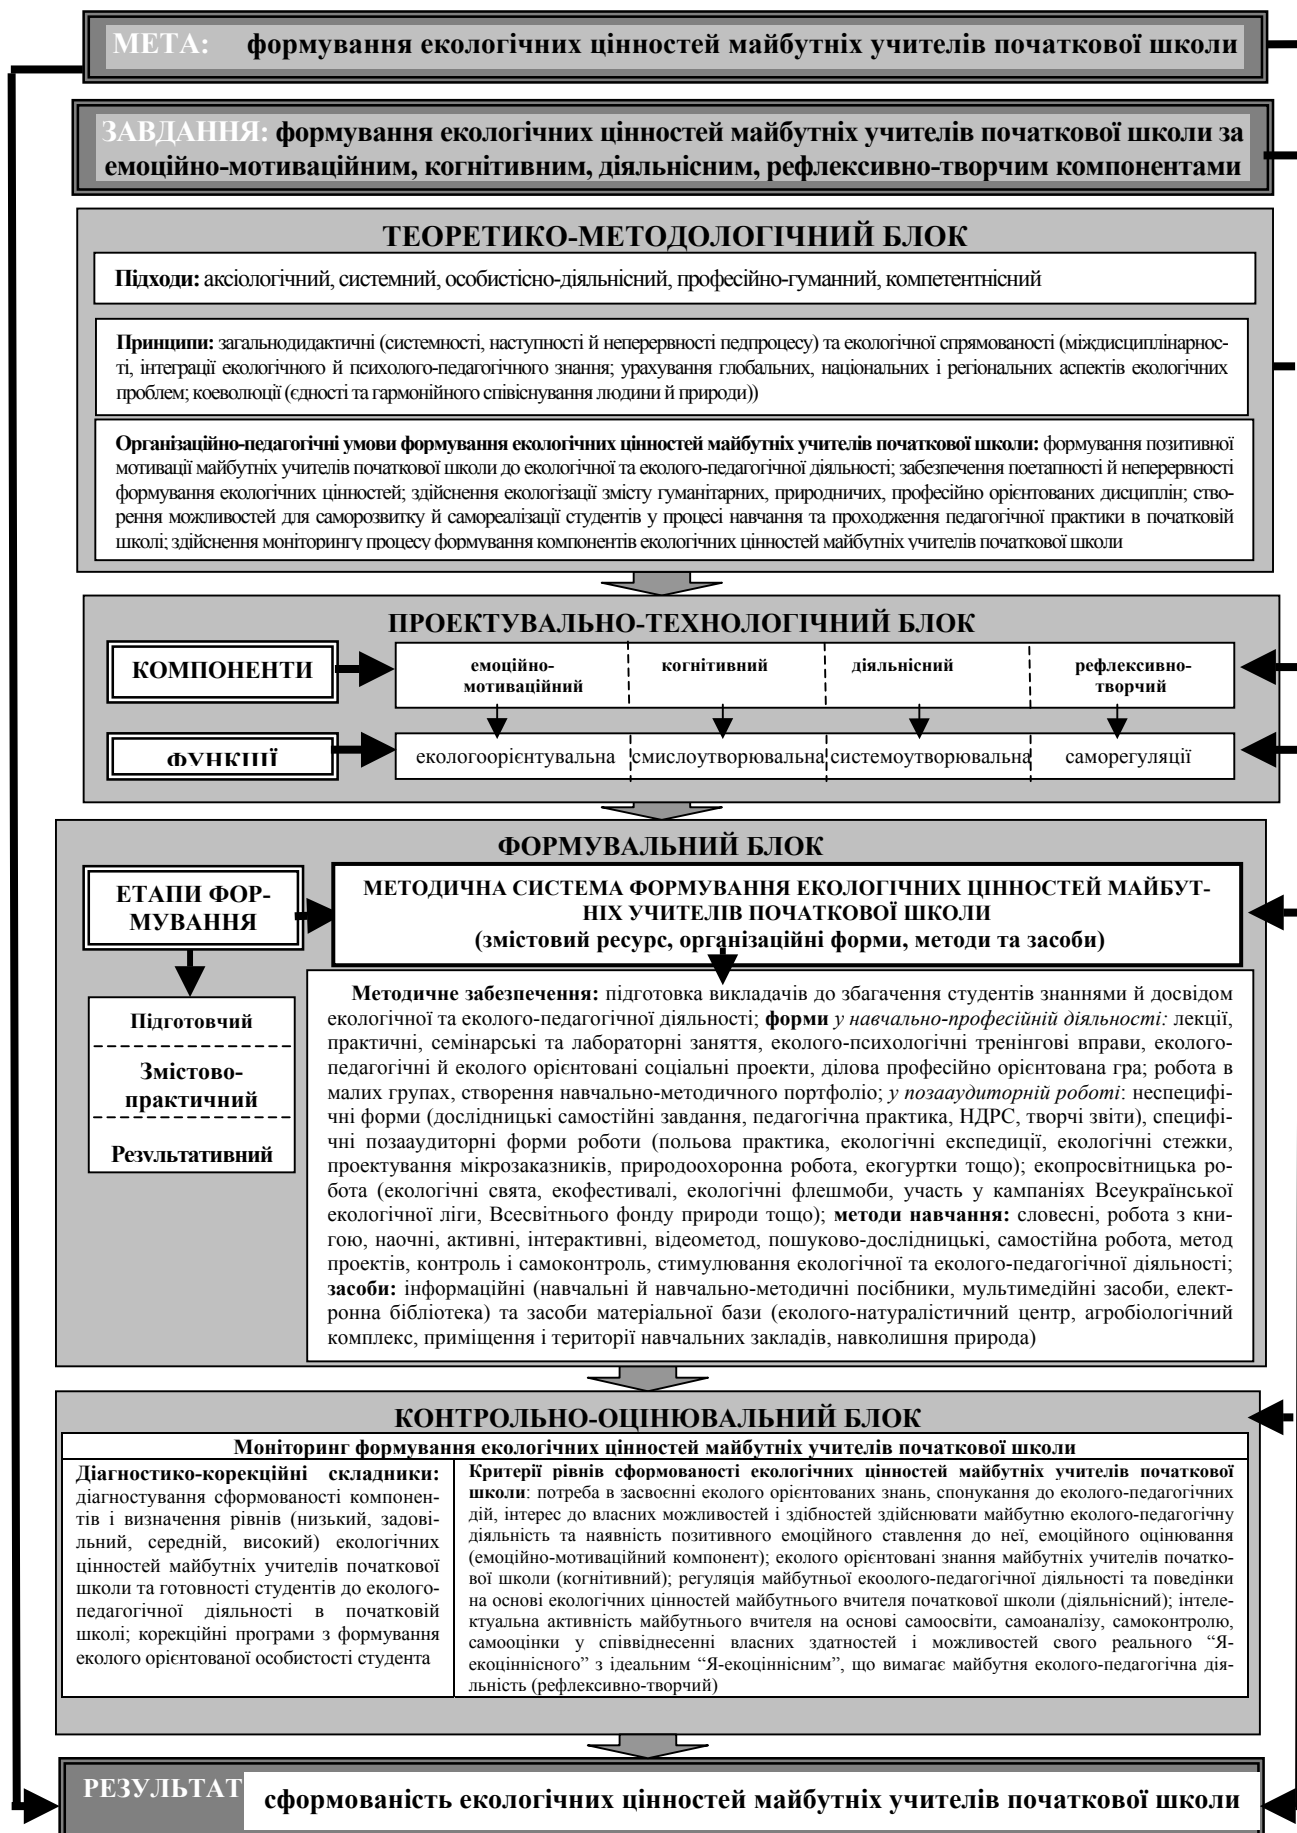 МЕТА: формування екологічних цінностей майбутніх учителів початкової школи
ЗАВДАННЯ: формування екологічних цінностей майбутніх учителів початкової школи за
емоційно-мотиваційним, когнітивним, діяльнісним, рефлексивно-творчим компонентами
ТЕОРЕТИКО-МЕТОДОЛОГІЧНИЙ БЛОК
Підходи: аксіологічний, системний, особистісно-діяльнісний, професійно-гуманний, компетентнісний
Принципи: загальнодидактичні (системності, наступності й неперервності педпроцесу) та екологічної спрямованості (міждисциплінарнос-
ті, інтеграції екологічного й психолого-педагогічного знання; урахування глобальних, національних і регіональних аспектів екологічних
проблем; коеволюції (єдності та гармонійного співіснування людини й природи))
Організаційно-педагогічні умови формування екологічних цінностей майбутніх учителів початкової школи: формування позитивної
мотивації майбутніх учителів початкової школи до екологічної та еколого-педагогічної діяльності; забезпечення поетапності й неперервності
формування екологічних цінностей; здійснення екологізації змісту гуманітарних, природничих, професійно орієнтованих дисциплін; ство-
рення можливостей для саморозвитку й самореалізації студентів у процесі навчання та проходження педагогічної практики в початковій
школі; здійснення моніторингу процесу формування компонентів екологічних цінностей майбутніх учителів початкової школи
ПРОЕКТУВАЛЬНО-ТЕХНОЛОГІЧНИЙ БЛОК
КОМПОНЕНТИ
емоційно-
мотиваційний
когнітивний
діяльнісний
рефлексивно-
творчий
ФУНКЦІЇ
екологоорієнтувальна
смислоутворювальна
системоутворювальна
саморегуляції
ФОРМУВАЛЬНИЙ БЛОК
ЕТАПИ ФОР-
МУВАННЯ
МЕТОДИЧНА СИСТЕМА ФОРМУВАННЯ ЕКОЛОГІЧНИХ ЦІННОСТЕЙ МАЙБУТ-
НІХ УЧИТЕЛІВ ПОЧАТКОВОЇ ШКОЛИ
(змістовий ресурс, організаційні форми, методи та засоби)
Підготовчий
Змістово-
практичний
Результативний
Методичне забезпечення: підготовка викладачів до збагачення студентів знаннями й досвідом
екологічної та еколого-педагогічної діяльності; форми у навчально-професійній діяльності: лекції,
практичні, семінарські та лабораторні заняття, еколого-психологічні тренінгові вправи, еколого-
педагогічні й еколого орієнтовані соціальні проекти, ділова професійно орієнтована гра; робота в
малих групах, створення навчально-методичного портфоліо; у позааудиторній роботі: неспецифі-
чні форми (дослідницькі самостійні завдання, педагогічна практика, НДРС, творчі звіти), специфі-
чні позааудиторні форми роботи (польова практика, екологічні експедиції, екологічні стежки,
проектування мікрозаказників, природоохоронна робота, екогуртки тощо); екопросвітницька ро-
бота (екологічні свята, екофестивалі, екологічні флешмоби, участь у кампаніях Всеукраїнської
екологічної ліги, Всесвітнього фонду природи тощо); методи навчання: словесні, робота з кни-
гою, наочні, активні, інтерактивні, відеометод, пошуково-дослідницькі, самостійна робота, метод
проектів, контроль і самоконтроль, стимулювання екологічної та еколого-педагогічної діяльності;
засоби: інформаційні (навчальні й навчально-методичні посібники, мультимедійні засоби, елект-
ронна бібліотека) та засоби матеріальної бази (еколого-натуралістичний центр, агробіологічний
комплекс, приміщення і території навчальних закладів, навколишня природа)
КОНТРОЛЬНО-ОЦІНЮВАЛЬНИЙ БЛОК
Моніторинг формування екологічних цінностей майбутніх учителів початкової школи
Діагностико-корекційні складники:
діагностування сформованості компонен-
тів і визначення рівнів (низький, задові-
льний, середній, високий) екологічних
цінностей майбутніх учителів початкової
школи та готовності студентів до еколого-
педагогічної діяльності в початковій
школі; корекційні програми з формування
еколого орієнтованої особистості студента
Критерії рівнів сформованості екологічних цінностей майбутніх учителів початкової
школи: потреба в засвоєнні еколого орієнтованих знань, спонукання до еколого-педагогічних
дій, інтерес до власних можливостей і здібностей здійснювати майбутню еколого-педагогічну
діяльність та наявність позитивного емоційного ставлення до неї, емоційного оцінювання
(емоційно-мотиваційний компонент); еколого орієнтовані знання майбутніх учителів початко-
вої школи (когнітивний); регуляція майбутньої екоолого-педагогічної діяльності та поведінки
на основі екологічних цінностей майбутнього вчителя початкової школи (діяльнісний); інтеле-
ктуальна активність майбутнього вчителя на основі самоосвіти, самоаналізу, самоконтролю,
самооцінки у співвіднесенні власних здатностей і можливостей свого реального “Я-
екоціннісного” з ідеальним “Я-екоціннісним”, що вимагає майбутня еколого-педагогічна дія-
льність (рефлексивно-творчий)
РЕЗУЛЬТАТ
сформованість екологічних цінностей майбутніх учителів початкової школи